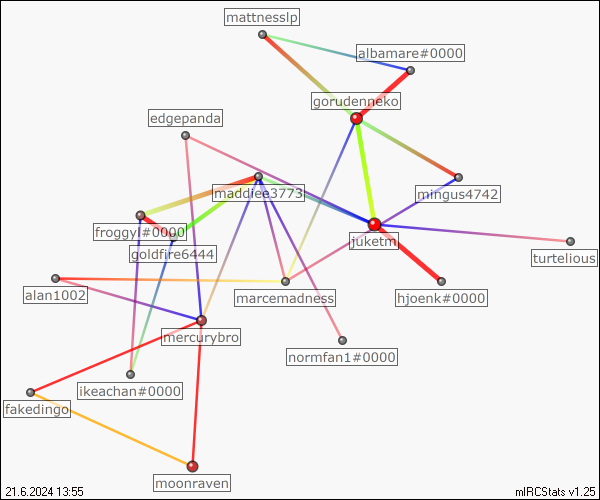 mattnesslp
albamare#0000
gorudenneko
edgepanda
maddiee3773
mingus4742
froggyl#0000
juketm
goldfire6444
turtelious
alan1002
marcemadness
hjoenk#0000
mercurybro
normfan1#0000
ikeachan#0000
fakedingo
moonraven
21.6.2024 13:55
mIRCStats v1.25